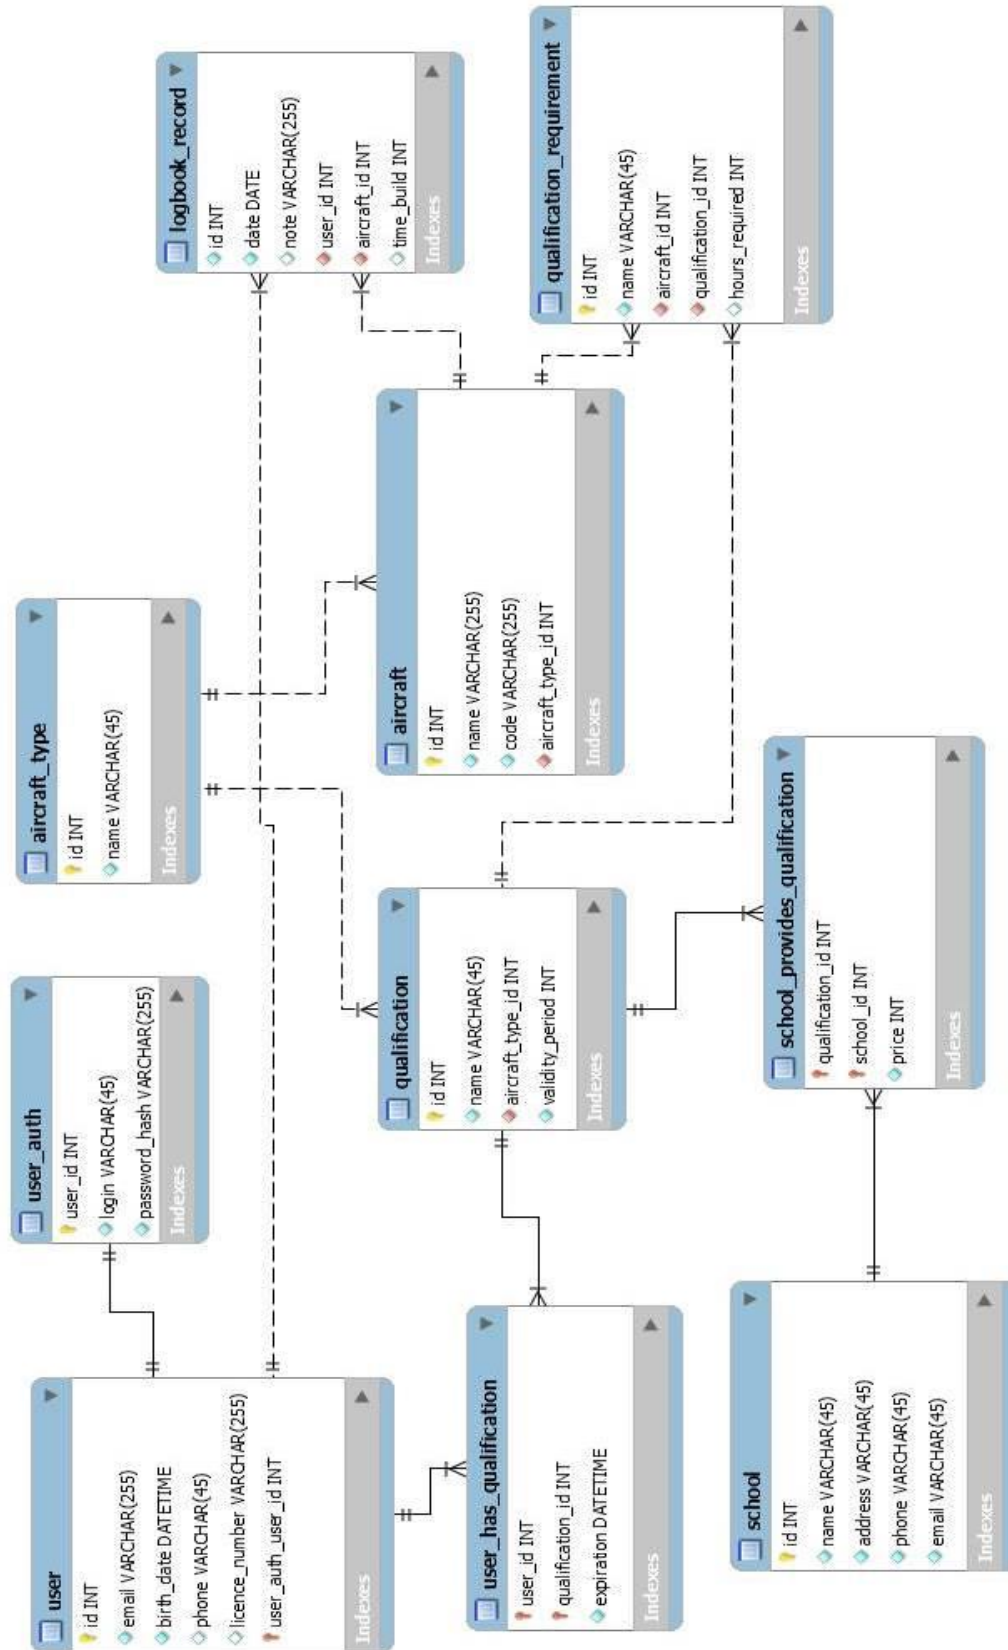 user
id INT
email VARCHAR(255)
birth_date DATETIME
phone VARCHAR(45)
licence_number VARCHAR(255)
user_auth_user_id INT
Indexes
user_auth
user_id INT
login VARCHAR(45)
password_hash VARCHAR(255)
Indexes
aircraft_type
id INT
name VARCHAR(45)
Indexes
logbook_record
id INT
date DATE
note VARCHAR(255)
user_id INT
aircraft_id INT
time_build INT
Indexes
user_has_qualification
user_id INT
qualification_id INT
expiration DATETIME
Indexes
qualification
id INT
name VARCHAR(45)
aircraft_type_id INT
validity_period INT
Indexes
aircraft
id INT
name VARCHAR(255)
code VARCHAR(255)
aircraft_type_id INT
Indexes
qualification_requirement
id INT
name VARCHAR(45)
aircraft_id INT
qualification_id INT
hours_required INT
Indexes
school
id INT
name VARCHAR(45)
address VARCHAR(45)
phone VARCHAR(45)
email VARCHAR(45)
Indexes
school_provides_qualification
qualification_id INT
school_id INT
price INT
Indexes